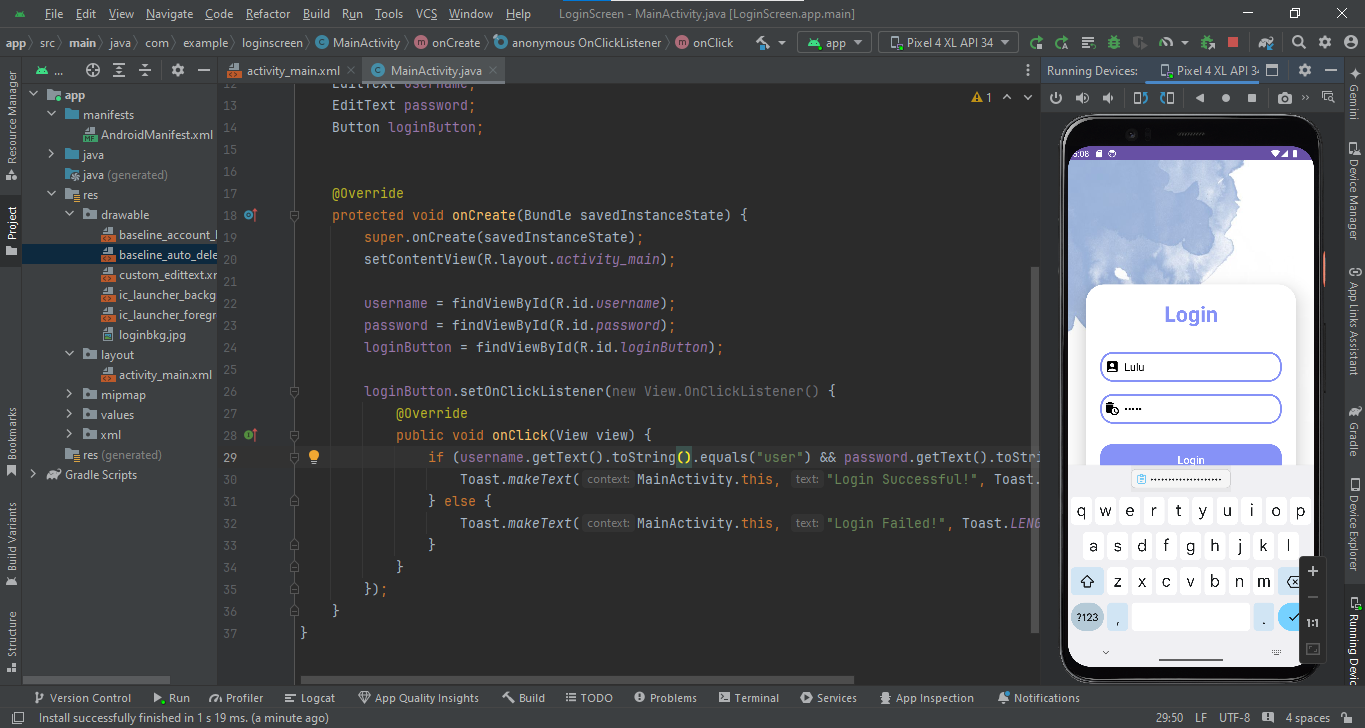 File Edit View Navigate Code Refactor Build Run Tools VCS Window Help LoginScreen - MainActivity.java [LoginScreen.app.main]
app src main java com example loginscreen MainActivity onCreate anonymous OnClickListener onClick app Pixel 4 XL API 34
... activity_main.xml MainActivity.java Running Devices: Pixel 4 XL API 34
Resource Manager
Project
Bookmarks
Build Variants
Structure
app
manifests
AndroidManifest.xml
java
java (generated)
res
drawable
baseline_account_
baseline_auto_dele
custom_edittext.xr
ic_launcher_backg
ic_launcher_foregr
loginbkg.jpg
layout
activity_main.xml
mipmap
values
xml
res (generated)
Gradle Scripts
1
12 EditText username;
13 EditText password;
14 Button loginButton;
15
16
17 @Override
18 protected void onCreate(Bundle savedInstanceState) {
19 super.onCreate(savedInstanceState);
20 setContentView(R.layout.activity_main);
21
22 username = findViewById(R.id.username);
23 password = findViewById(R.id.password);
24 loginButton = findViewById(R.id.loginButton);
25
26 loginButton.setOnClickListener(new View.OnClickListener() {
27 @Override
28 public void onClick(View view) {
29 if (username.getText().toString().equals("user") && password.getText().toStri
30 Toast.makeText( context: MainActivity.this, text: "Login Successful!", Toast.
31 } else {
32 Toast.makeText( context: MainActivity.this, text: "Login Failed!", Toast.LENG
33 }
34 }
35 });
36 }
37 }
:08
Login
Lulu
•••••
Login
q w e r t y u i o p
a s d f g h j k l
z x c v b n m
?123 , .
1:1
Gemini
Device Manager
App Links Assistant
Gradle
Device Explorer
Running Devic
Version Control Run Profiler Logcat App Quality Insights Build TODO Problems Terminal Services App Inspection Notifications
Install successfully finished in 1 s 19 ms. (a minute ago) 29:50 LF UTF-8 4 spaces